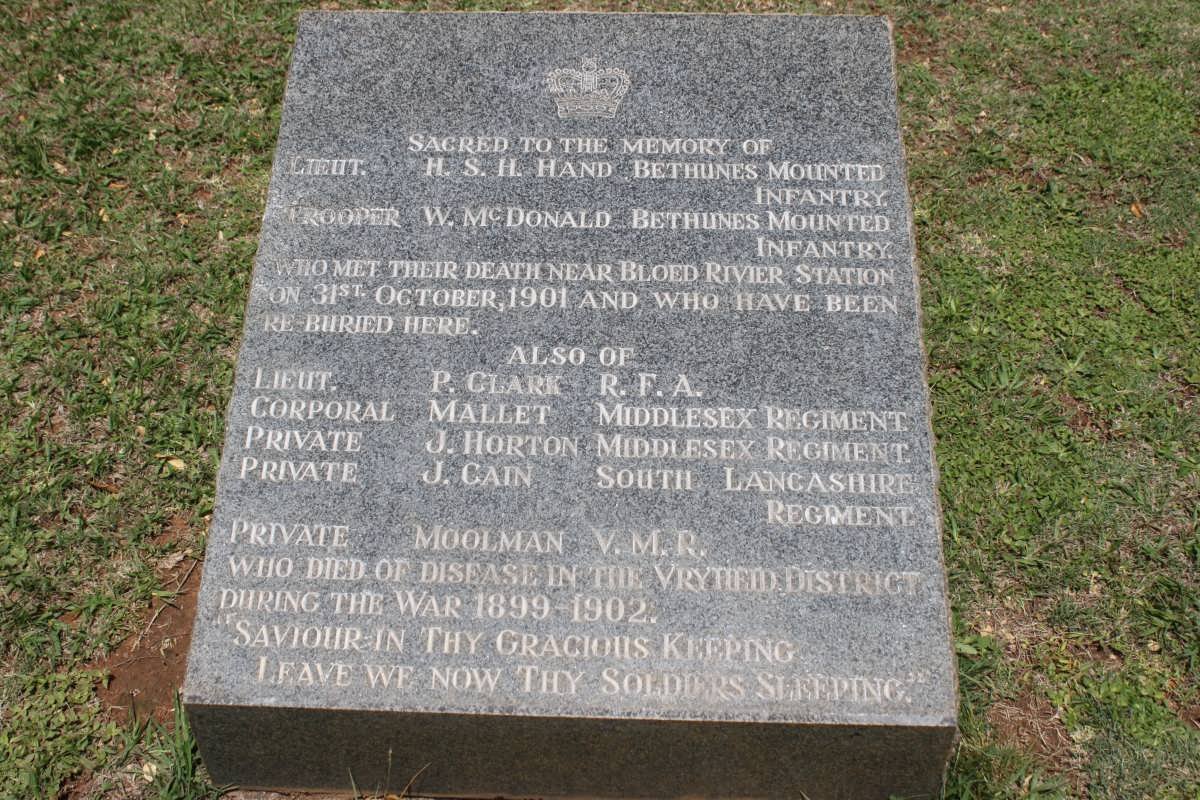 SACRED TO THE MEMORY OF
LIEUT. H. S. H. HAND BETHUNES MOUNTED
INFANTRY.
TROOPER W. McDONALD BETHUNES MOUNTED
INFANTRY.
WHO MET THEIR DEATH NEAR BLOED RIVIER STATION
ON 31ST. OCTOBER, 1901 AND WHO HAVE BEEN
RE-BURIED HERE.
ALSO OF
LIEUT. P. CLARK R. F. A.
CORPORAL MALLET MIDDLESEX REGIMENT.
PRIVATE J. HORTON MIDDLESEX REGIMENT.
PRIVATE J. CAIN SOUTH LANCASHIRE
REGIMENT.
PRIVATE MOOLMAN V. M. R.
WHO DIED OF DISEASE IN THE VRYHEID DISTRICT
DURING THE WAR 1899-1902.
"SAVIOUR IN THY GRACIOUS KEEPING
LEAVE WE NOW THY SOLDIERS SLEEPING."